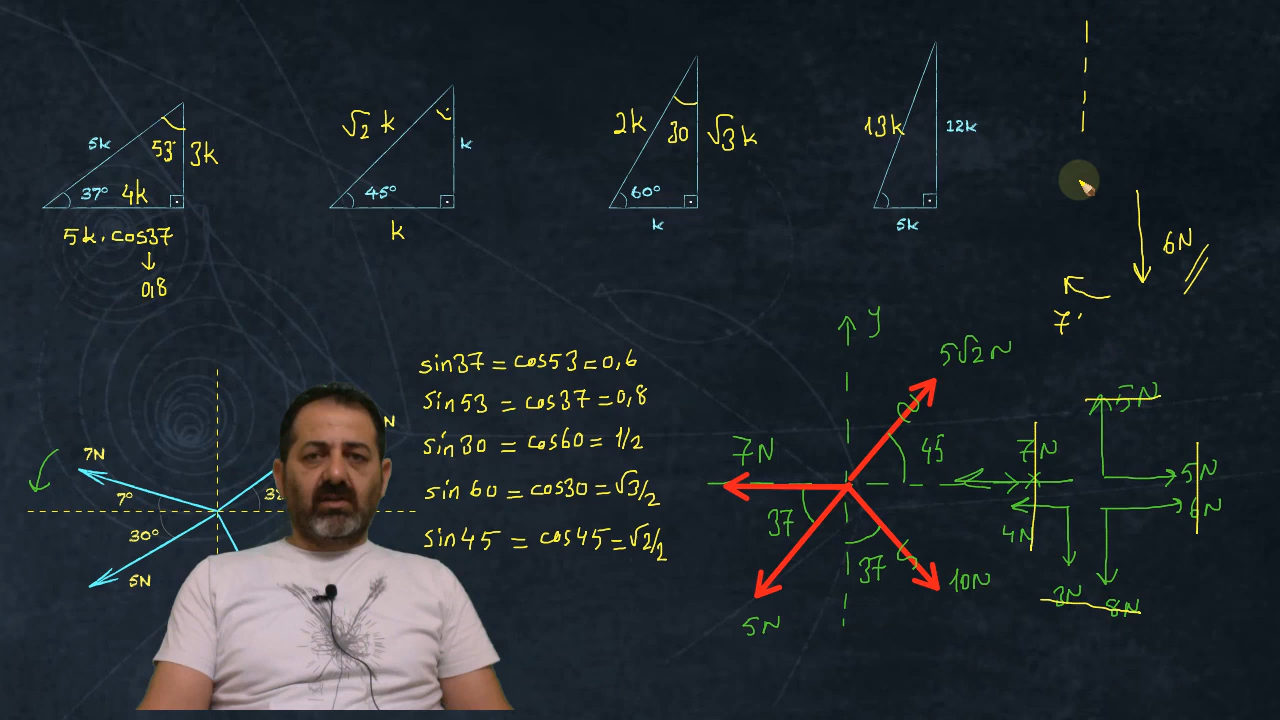 5k 53° 3k
37° 4k
5k.cos37
↓
0,8
√2 k k
45°
k
2k 30 √3 k
60°
k
13k 12k
5k
6N
7'
7N
7°
30°
5N
N
sin37 = cos53 = 0,6
sin53 = cos37 = 0,8
sin30 = cos60 = 1/2
sin60 = cos30 = √3/2
sin45 = cos45 = √2/2
y
5√2 N
7N 45
37
37 10N
5N
5N
7N 5N
4N 6N
3N 8N